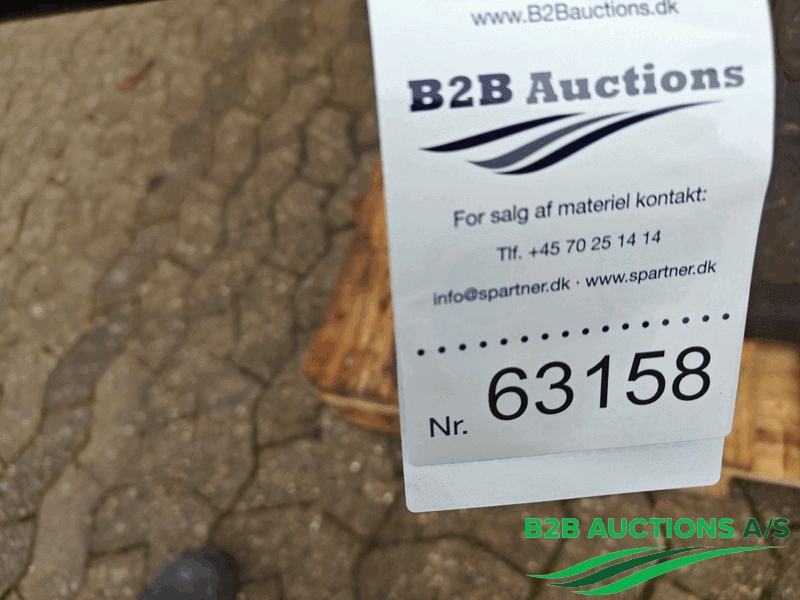 www.B2Bauctions.dk
B2B Auctions
For salg af materiel kontakt:
Tlf. +45 70 25 14 14
info@spartner.dk · www.spartner.dk
Nr. 63158
B2B AUCTIONS A/S